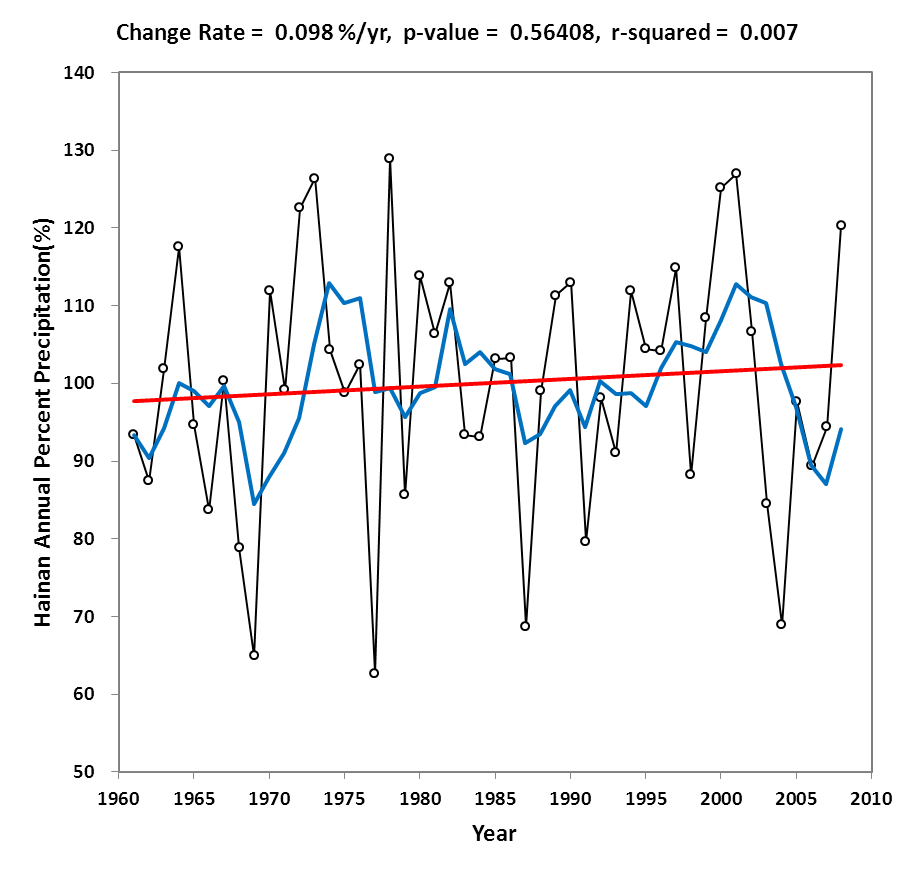 Change Rate = 0.098 %/yr, p-value = 0.56408, r-squared = 0.007
140
130
120
110
100
90
80
70
60
50
Hainan Annual Percent Precipitation(%)
1960 1965 1970 1975 1980 1985 1990 1995 2000 2005 2010
Year